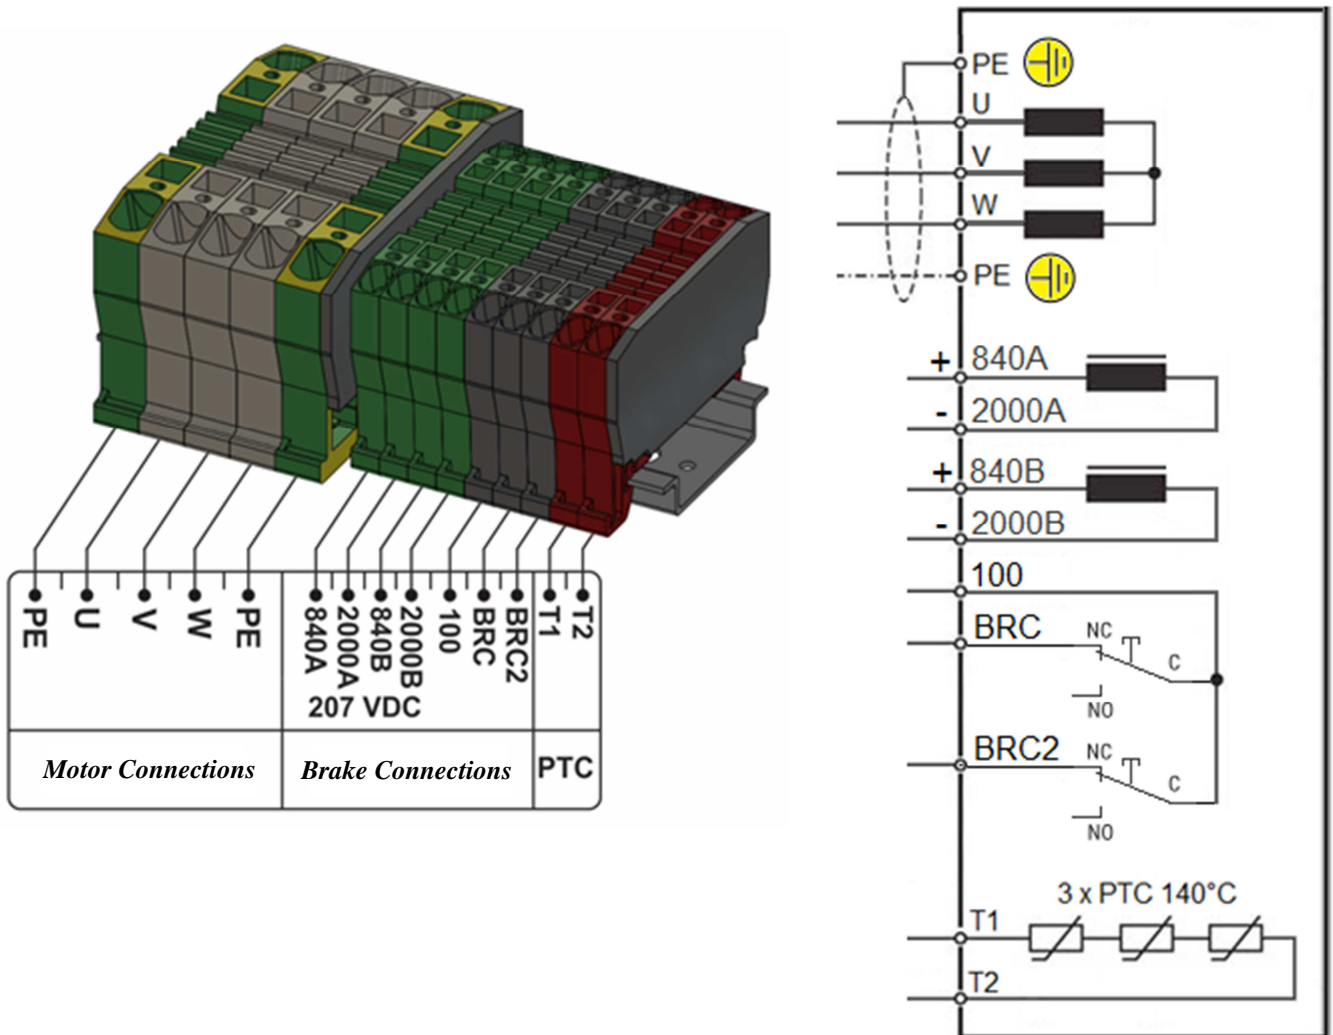 PE
U
V
W
PE
840A
2000A
840B
2000B
100
BRC
BRC2
T1
T2
207 VDC
Motor Connections
Brake Connections
PTC
PE
U
V
W
PE
+ 840A
- 2000A
+ 840B
- 2000B
100
BRC
NC
C
NO
BRC2
NC
C
NO
3 x PTC 140°C
T1
T2